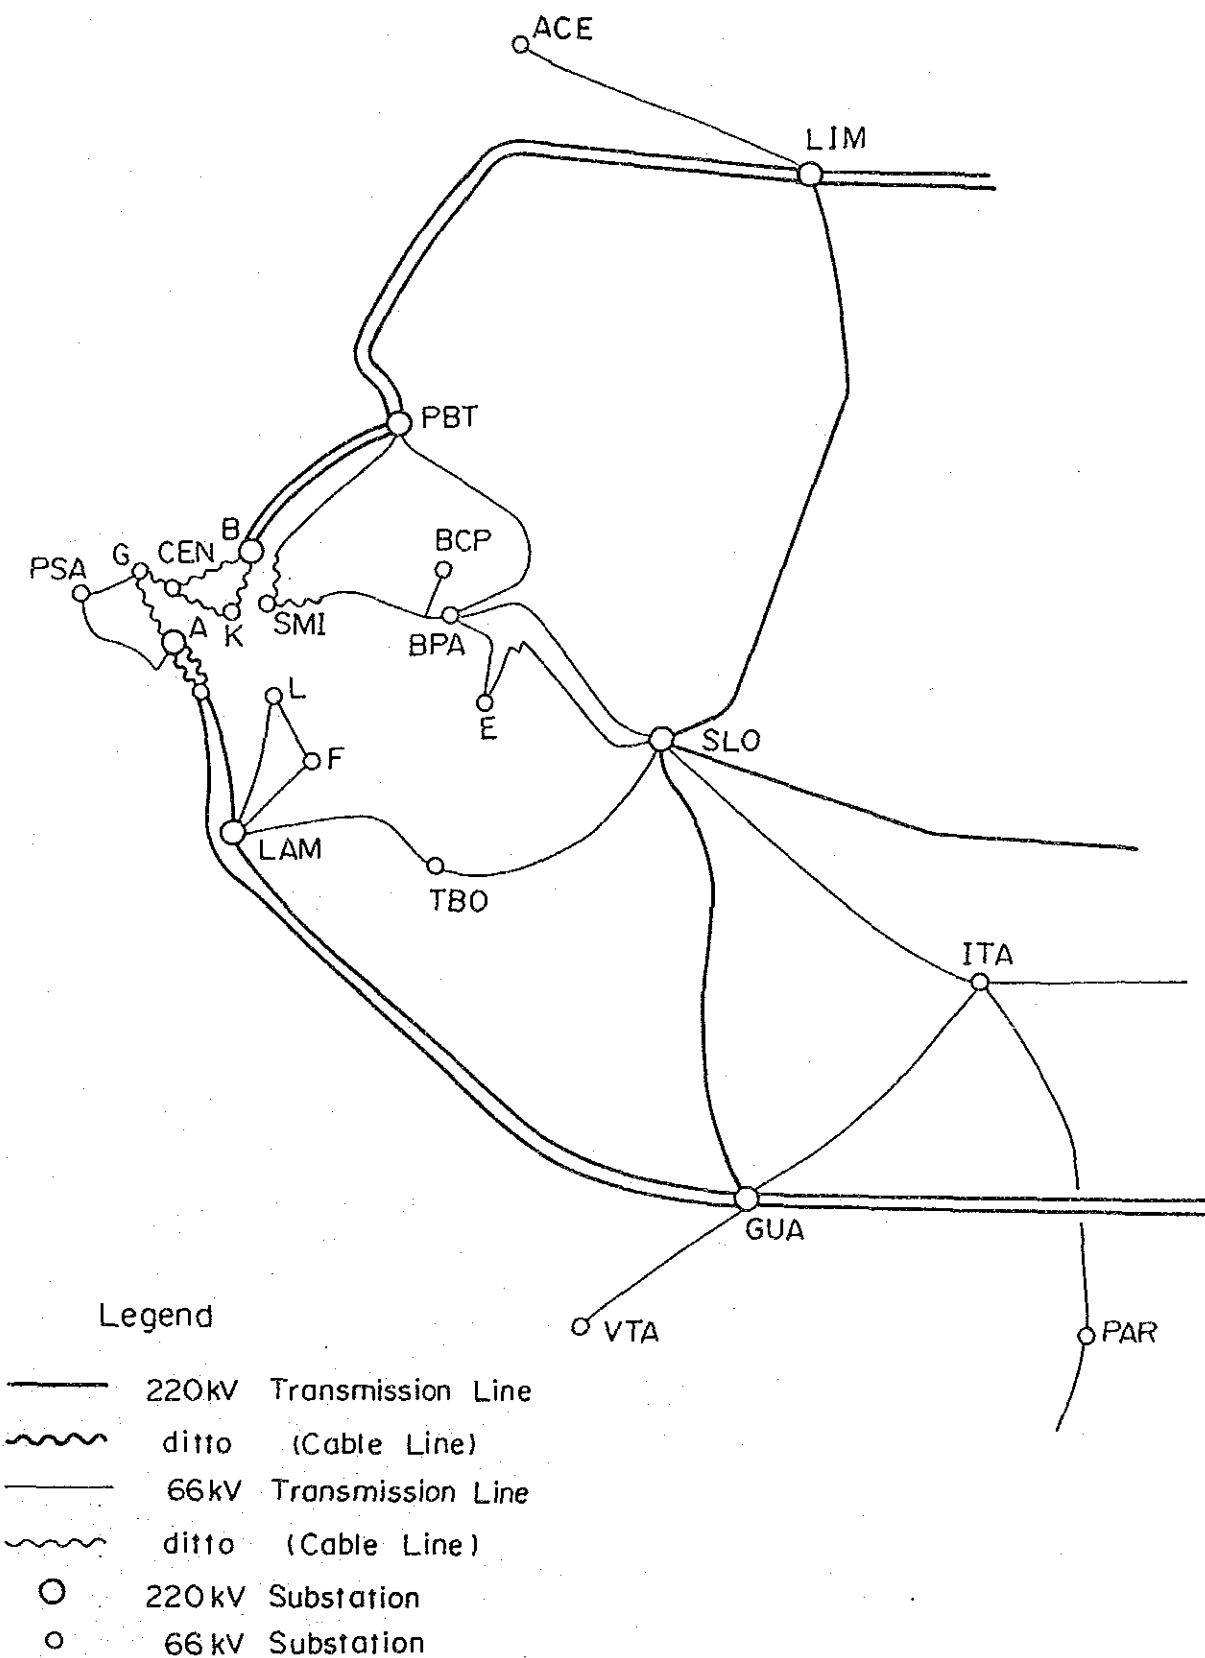 ACE
LIM
PBT
B
BCP
G
CEN
PSA
A
K
SMI
BPA
L
E
F
SLO
LAM
TBO
ITA
GUA
VTA
PAR
Legend
220kV Transmission Line
ditto (Cable Line)
66kV Transmission Line
ditto (Cable Line)
220kV Substation
66kV Substation